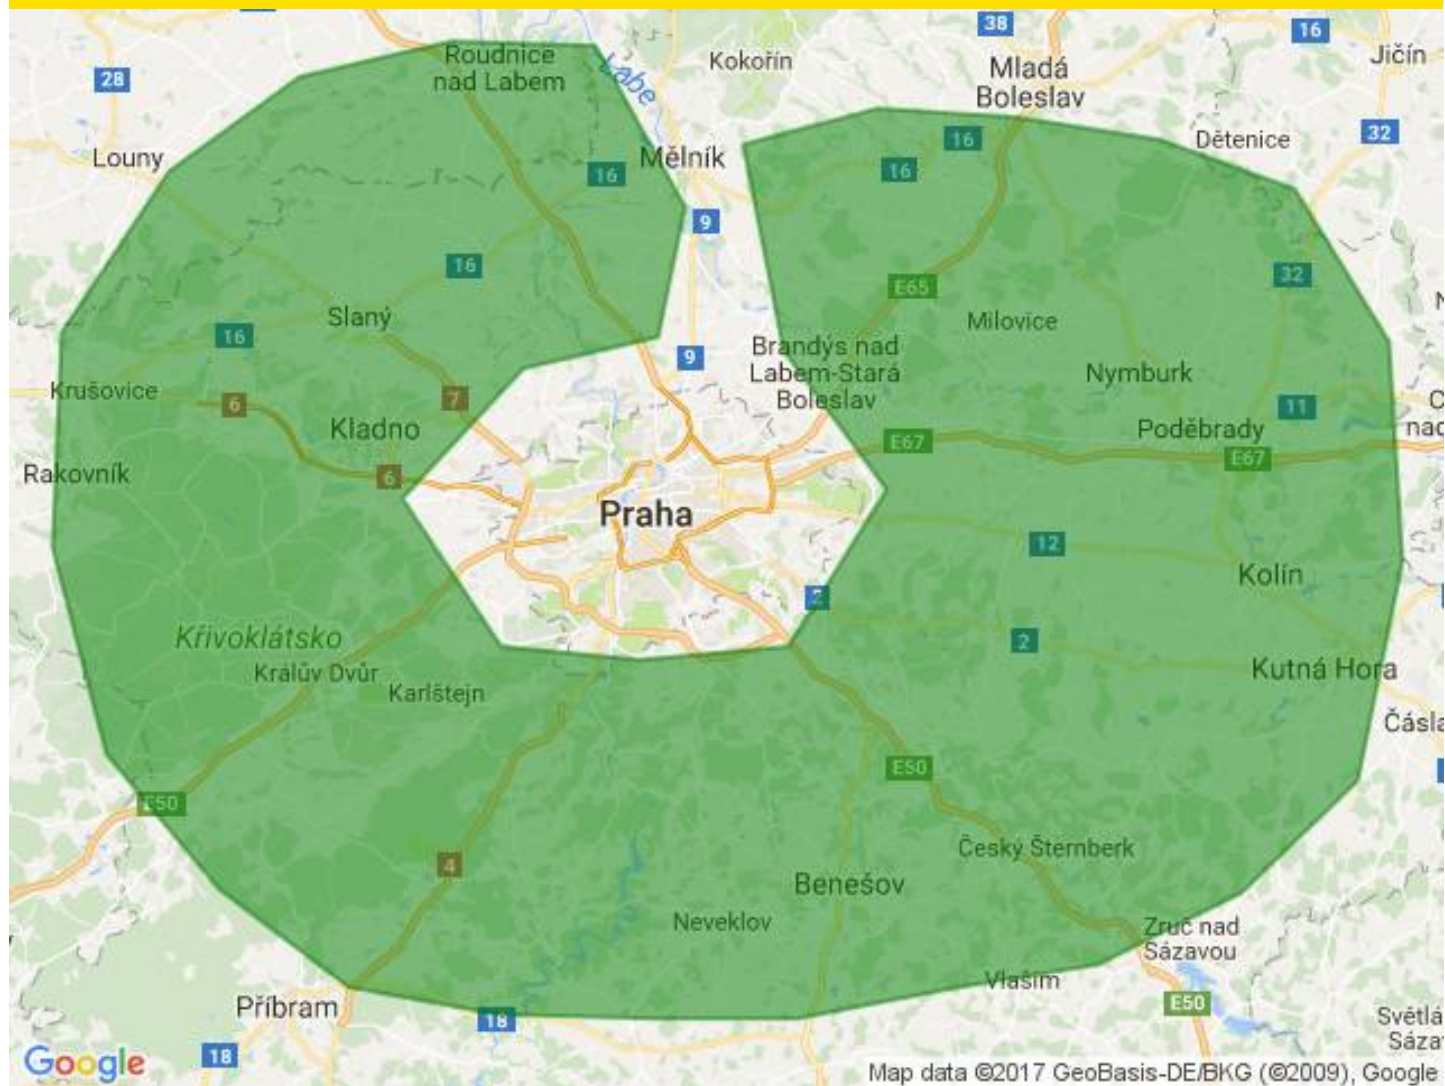 Roudnice
nad Labem
Labe
Kokořín
38
16
Jičín
28
Mladá
Boleslav
Louny
Mělník
16
16
16
Dětenice
32
9
16
E65
32
Slaný
16
9
Milovice
Brandýs nad
Labem-Stará
Boleslav
Krušovice
6
7
Nymburk
11
Kladno
E67
Poděbrady
E67
Rakovník
6
Praha
12
Kolín
2
Křivoklátsko
2
Králův Dvůr
Karlštejn
Kutná Hora
E50
E50
4
Český Šternberk
Benešov
Neveklov
Zruč nad
Sázavou
Vlašim
Příbram
18
E50
Google
18
Map data ©2017 GeoBasis-DE/BKG (©2009), Google